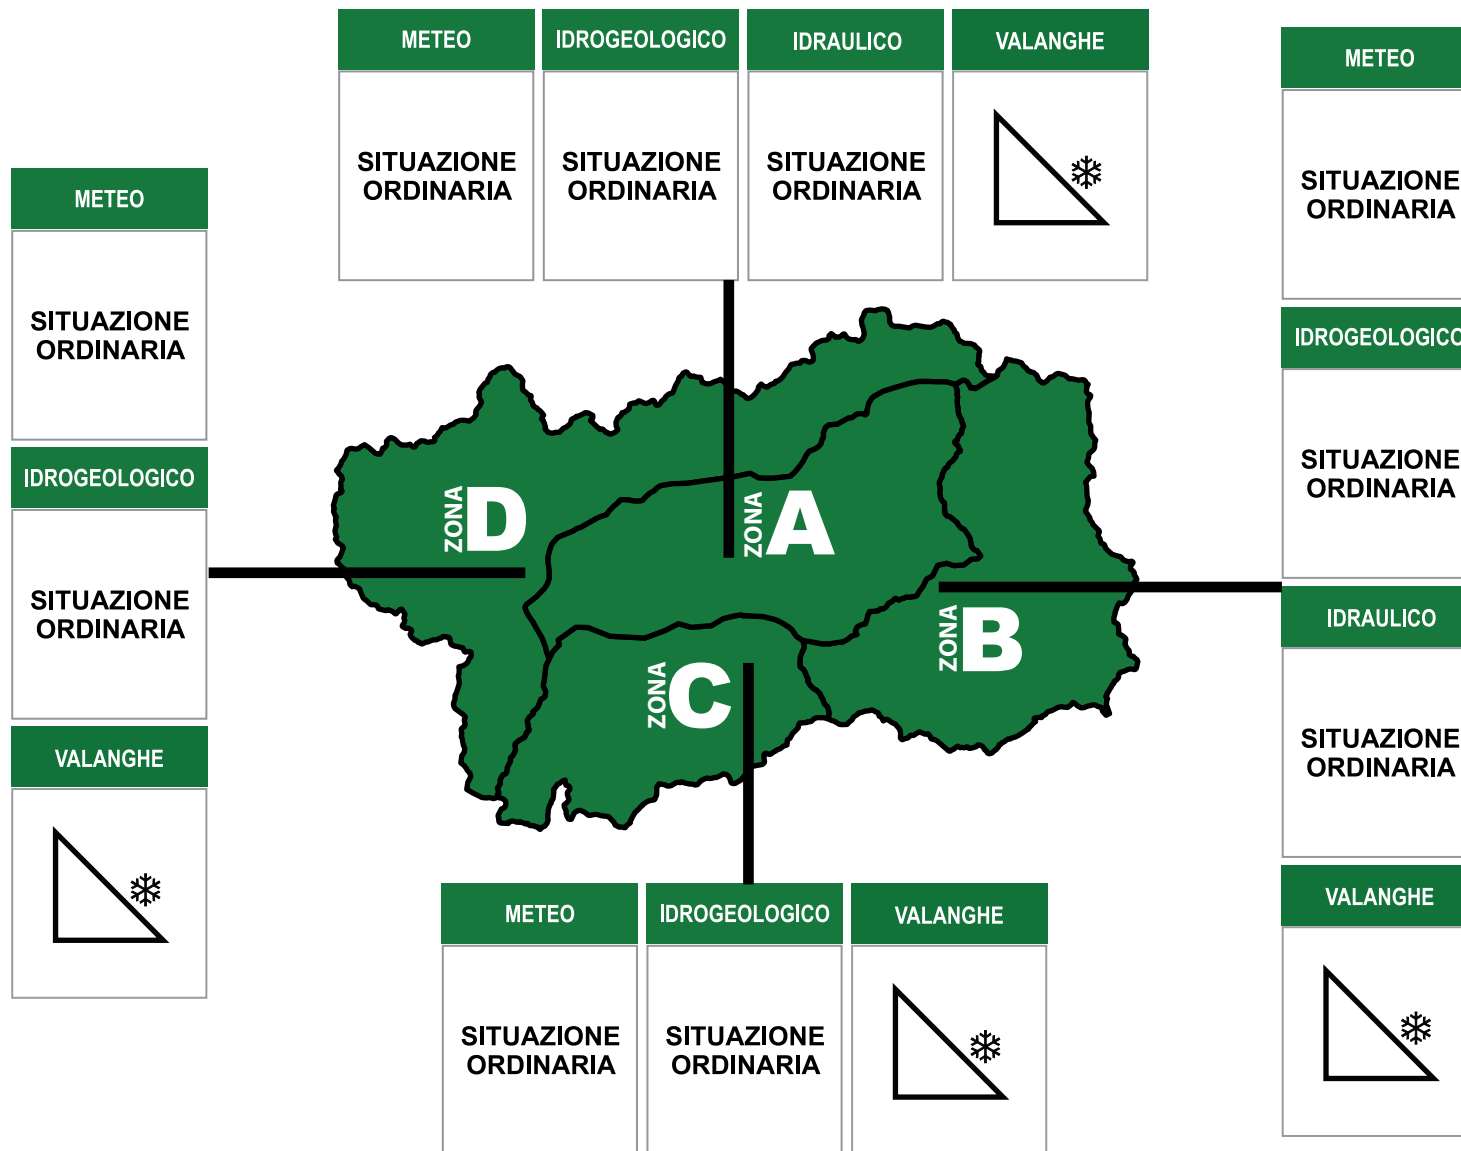 METEO
IDROGEOLOGICO
IDRAULICO
VALANGHE
SITUAZIONE
ORDINARIA
SITUAZIONE
ORDINARIA
SITUAZIONE
ORDINARIA
METEO
SITUAZIONE
ORDINARIA
IDROGEOLOGICO
SITUAZIONE
ORDINARIA
VALANGHE
METEO
SITUAZIONE
ORDINARIA
IDROGEOLOGICO
SITUAZIONE
ORDINARIA
IDRAULICO
SITUAZIONE
ORDINARIA
VALANGHE
ZONA D
ZONA A
ZONA B
ZONA C
METEO
IDROGEOLOGICO
VALANGHE
SITUAZIONE
ORDINARIA
SITUAZIONE
ORDINARIA